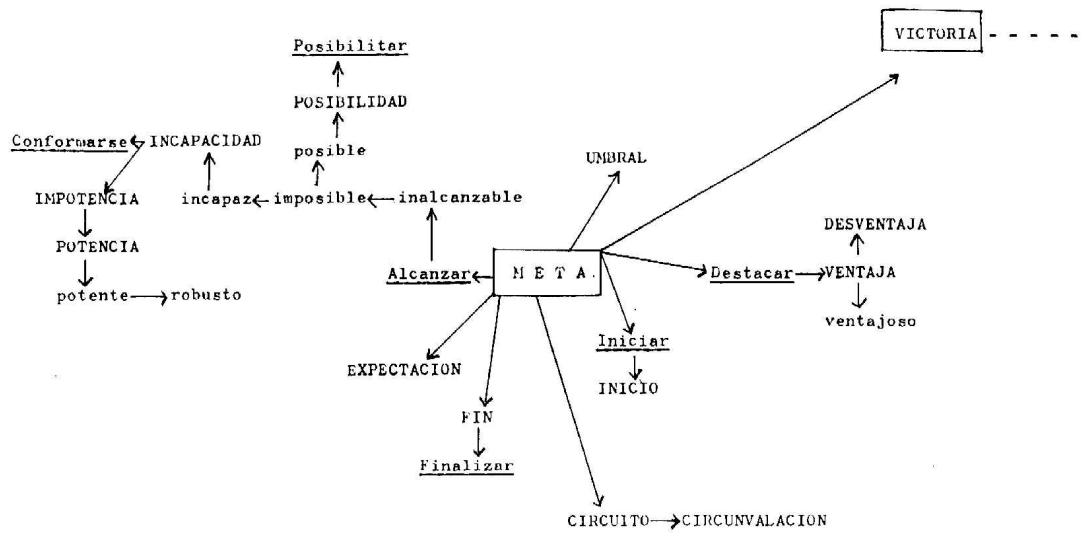 VICTORIA
Posibilitar
POSIBILIDAD
Conformarse INCAPACIDAD
posible
UMBRAL
IMPOTENCIA incapaz imposible inalcanzable
DESVENTAJA
POTENCIA
Alcanzar M E T A. Destacar VENTAJA
potente robusto
ventajoso
Iniciar
EXPECTACION INICIO
FIN
Finalizar
CIRCUITO CIRCUNVALACION